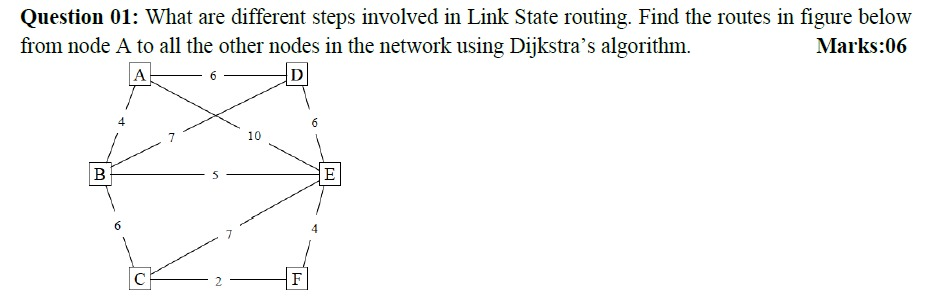 Question 01: What are different steps involved in Link State routing. Find the routes in figure below
from node A to all the other nodes in the network using Dijkstra's algorithm. Marks:06
A 6 D
4 6
7 10
B 5 E
6 7 4
C 2 F